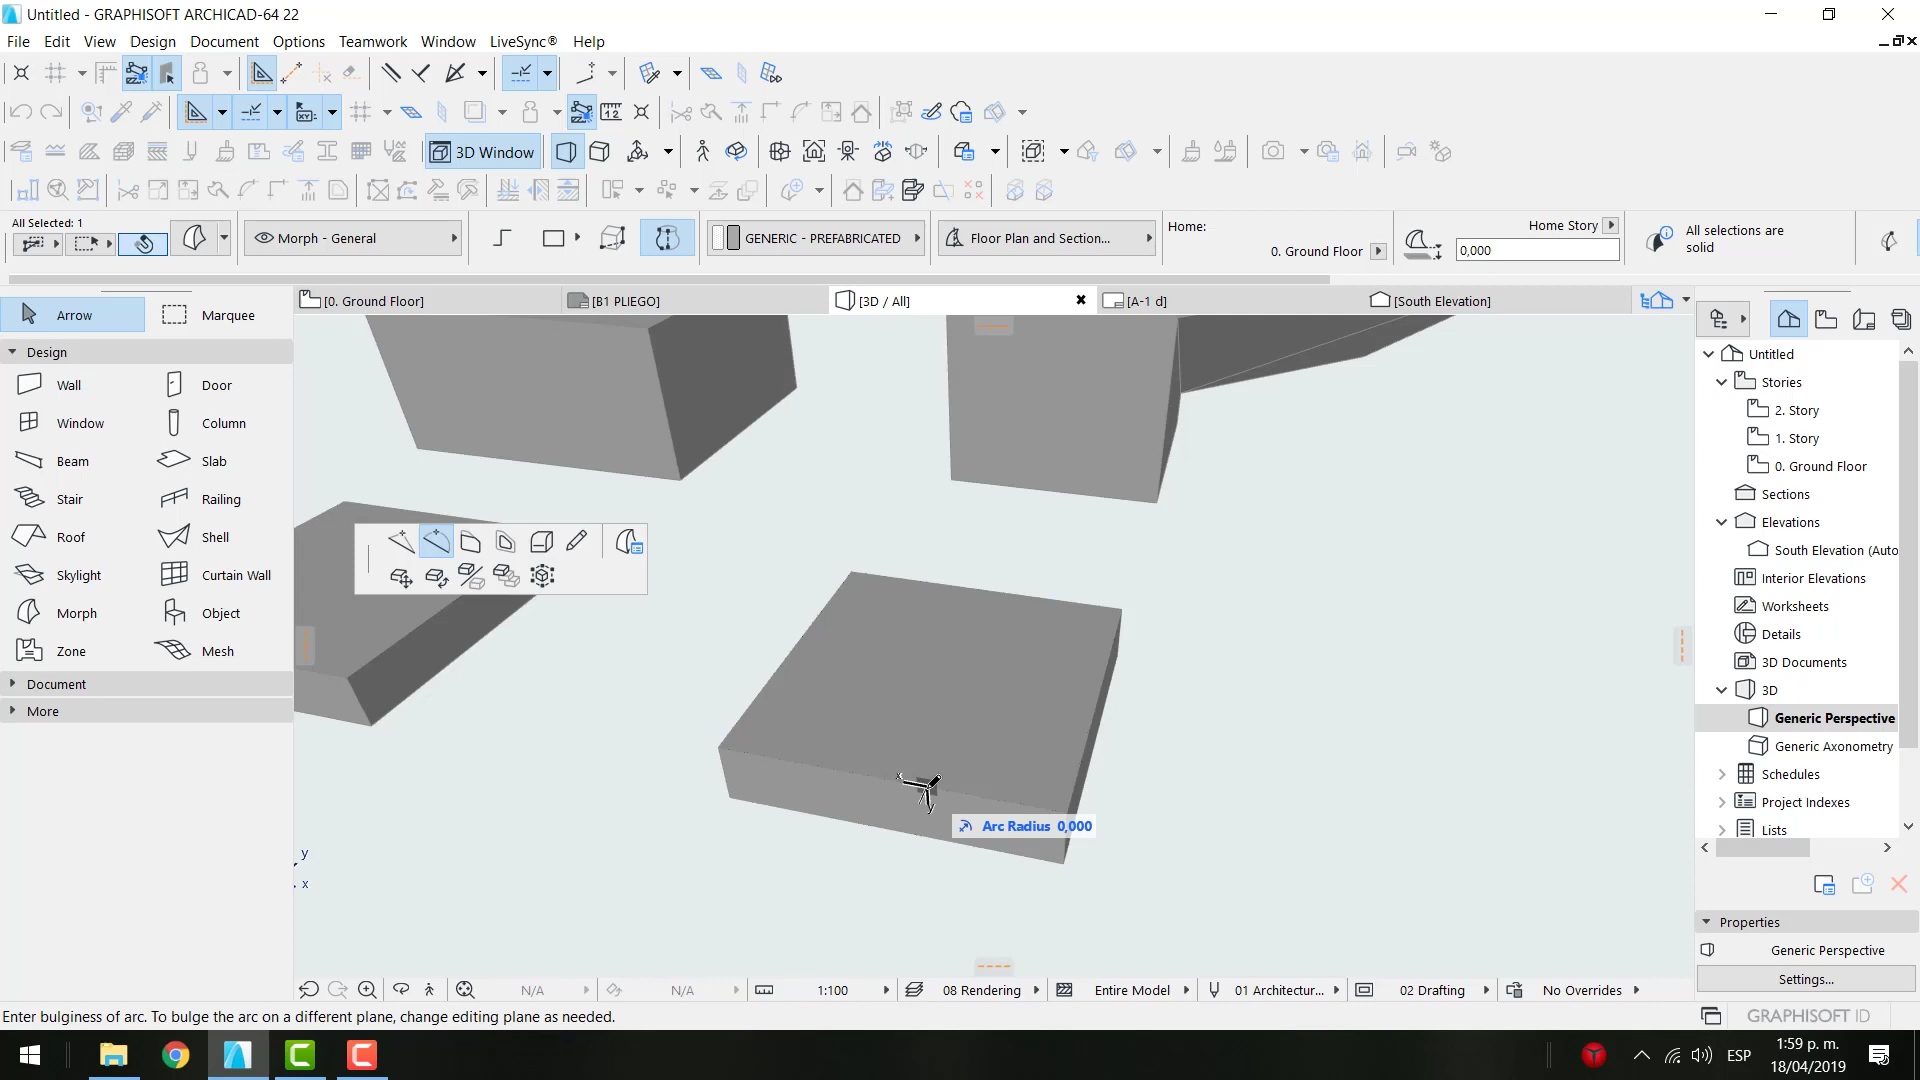 Untitled - GRAPHISOFT ARCHICAD-64 22
File Edit View Design Document Options Teamwork Window LiveSync® Help
3D Window
All Selected: 1
Morph - General
GENERIC - PREFABRICATED
Floor Plan and Section...
Home:
0. Ground Floor
Home Story
0,000
All selections are
solid
[0. Ground Floor] [B1 PLIEGO] [3D / All] [A-1 d] [South Elevation]
Arrow Marquee
Design
Wall Door
Window Column
Beam Slab
Stair Railing
Roof Shell
Skylight Curtain Wall
Morph Object
Zone Mesh
Document
More
x
y
Arc Radius 0,000
y
x
Untitled
Stories
2. Story
1. Story
0. Ground Floor
Sections
Elevations
South Elevation (Auto
Interior Elevations
Worksheets
Details
3D Documents
3D
Generic Perspective
Generic Axonometry
Schedules
Project Indexes
Lists
Properties
Generic Perspective
Settings...
N/A N/A 1:100 08 Rendering Entire Model 01 Architectur... 02 Drafting No Overrides
Enter bulginess of arc. To bulge the arc on a different plane, change editing plane as needed.
GRAPHISOFT ID
ESP
1:59 p. m.
18/04/2019